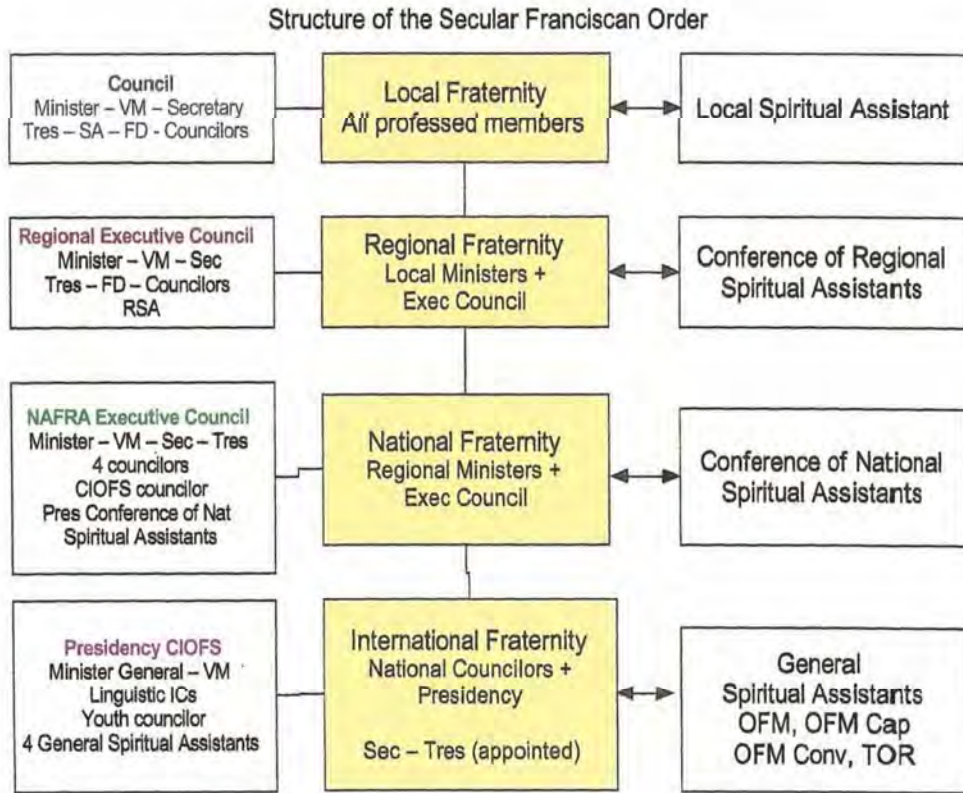 Structure of the Secular Franciscan Order
Council
Minister – VM – Secretary
Tres – SA – FD - Councilors
Local Fraternity
All professed members
Local Spiritual Assistant
Regional Executive Council
Minister – VM – Sec
Tres – FD – Councilors
RSA
Regional Fraternity
Local Ministers +
Exec Council
Conference of Regional
Spiritual Assistants
NAFRA Executive Council
Minister – VM – Sec – Tres
4 councilors
CIOFS councilor
Pres Conference of Nat
Spiritual Assistants
National Fraternity
Regional Ministers +
Exec Council
Conference of National
Spiritual Assistants
Presidency CIOFS
Minister General – VM
Linguistic ICs
Youth councilor
4 General Spiritual Assistants
International Fraternity
National Councilors +
Presidency
Sec – Tres (appointed)
General
Spiritual Assistants
OFM, OFM Cap
OFM Conv, TOR